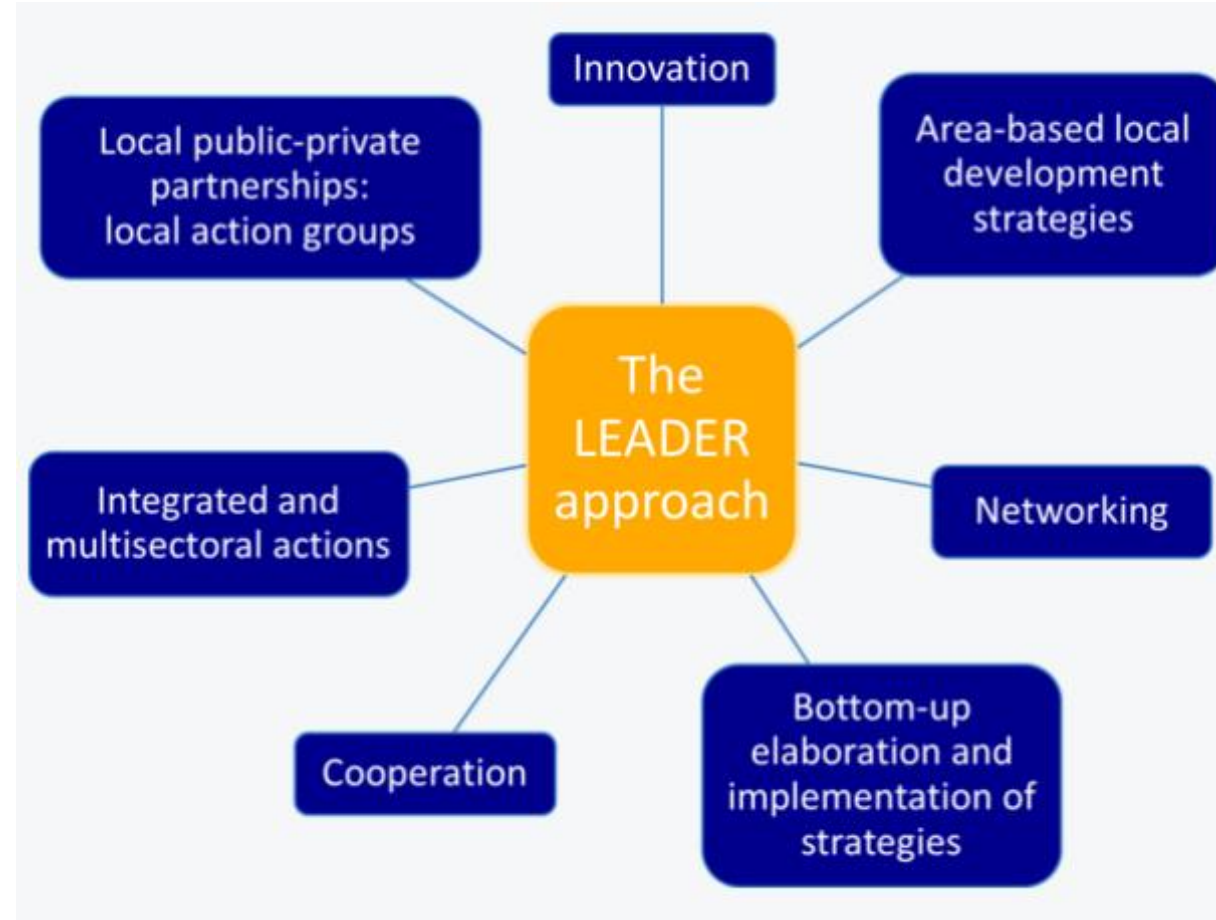 Innovation
Local public-private
partnerships:
local action groups
Area-based local
development
strategies
The
LEADER
approach
Integrated and
multisectoral actions
Networking
Cooperation
Bottom-up
elaboration and
implementation of
strategies